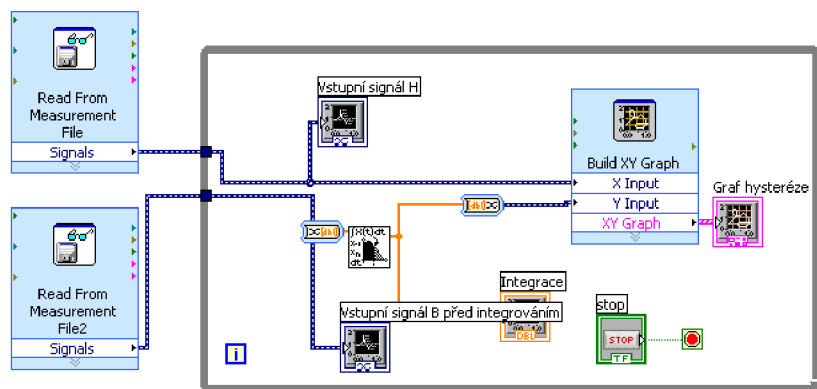 Read From
Measurement
File
Signals
Vstupní signál H
Build XY Graph
X Input
Y Input
XY Graph
Graf hysteréze
Read From
Measurement
File2
Signals
∫X(t)dt
Integrace
Vstupní signál B před integrováním
DBL
stop
STOP
TF
i